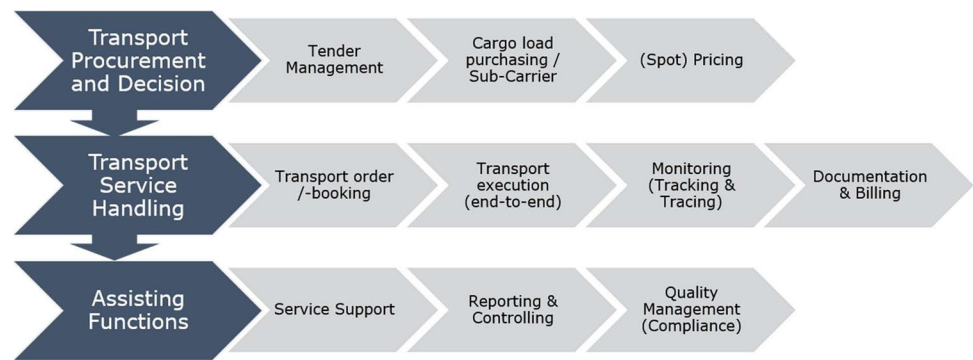 Transport
Procurement
and Decision
Tender
Management
Cargo load
purchasing /
Sub-Carrier
(Spot) Pricing
Transport
Service
Handling
Transport order
/-booking
Transport
execution
(end-to-end)
Monitoring
(Tracking &
Tracing)
Documentation
& Billing
Assisting
Functions
Service Support
Reporting &
Controlling
Quality
Management
(Compliance)